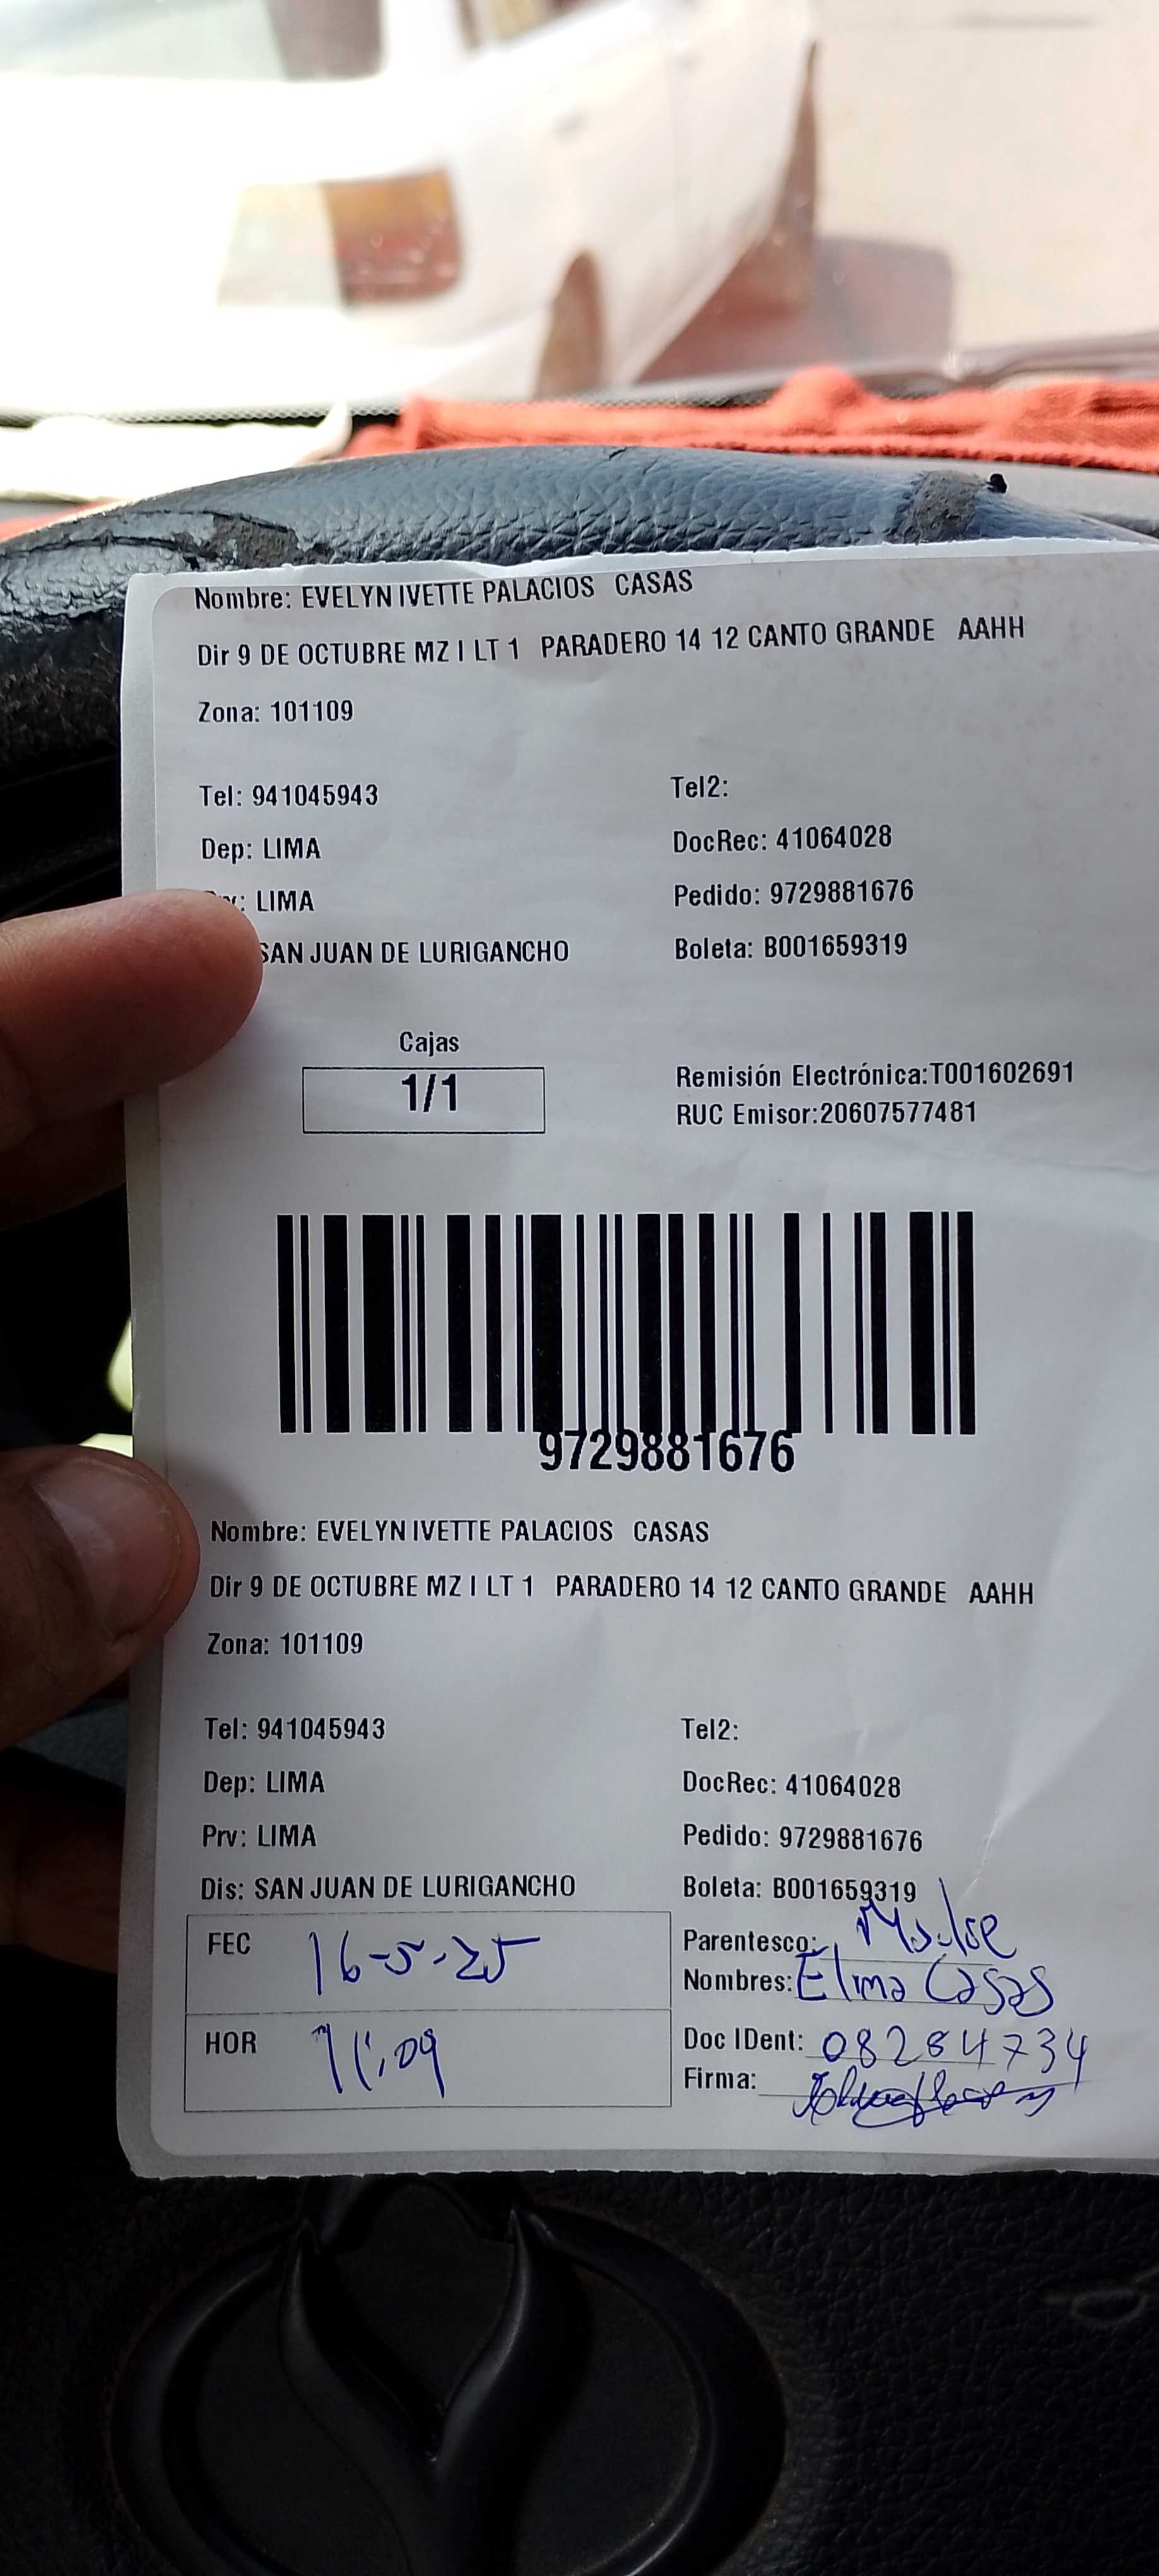 Nombre: EVELYN IVETTE PALACIOS CASAS
Dir 9 DE OCTUBRE MZ I LT 1 PARADERO 14 12 CANTO GRANDE AAHH
Zona: 101109
Tel: 941045943 Tel2:
Dep: LIMA DocRec: 41064028
: LIMA Pedido: 9729881676
SAN JUAN DE LURIGANCHO Boleta: B001659319
Cajas
1/1
Remisión Electrónica:T001602691
RUC Emisor:20607577481
9729881676
Nombre: EVELYN IVETTE PALACIOS CASAS
Dir 9 DE OCTUBRE MZ I LT 1 PARADERO 14 12 CANTO GRANDE AAHH
Zona: 101109
Tel: 941045943 Tel2:
Dep: LIMA DocRec: 41064028
Prv: LIMA Pedido: 9729881676
Dis: SAN JUAN DE LURIGANCHO Boleta: B001659319
FEC 16-5-25
HOR 11:09
Parentesco:
Nombres: Elma Casas
Doc IDent: 08284734
Firma: